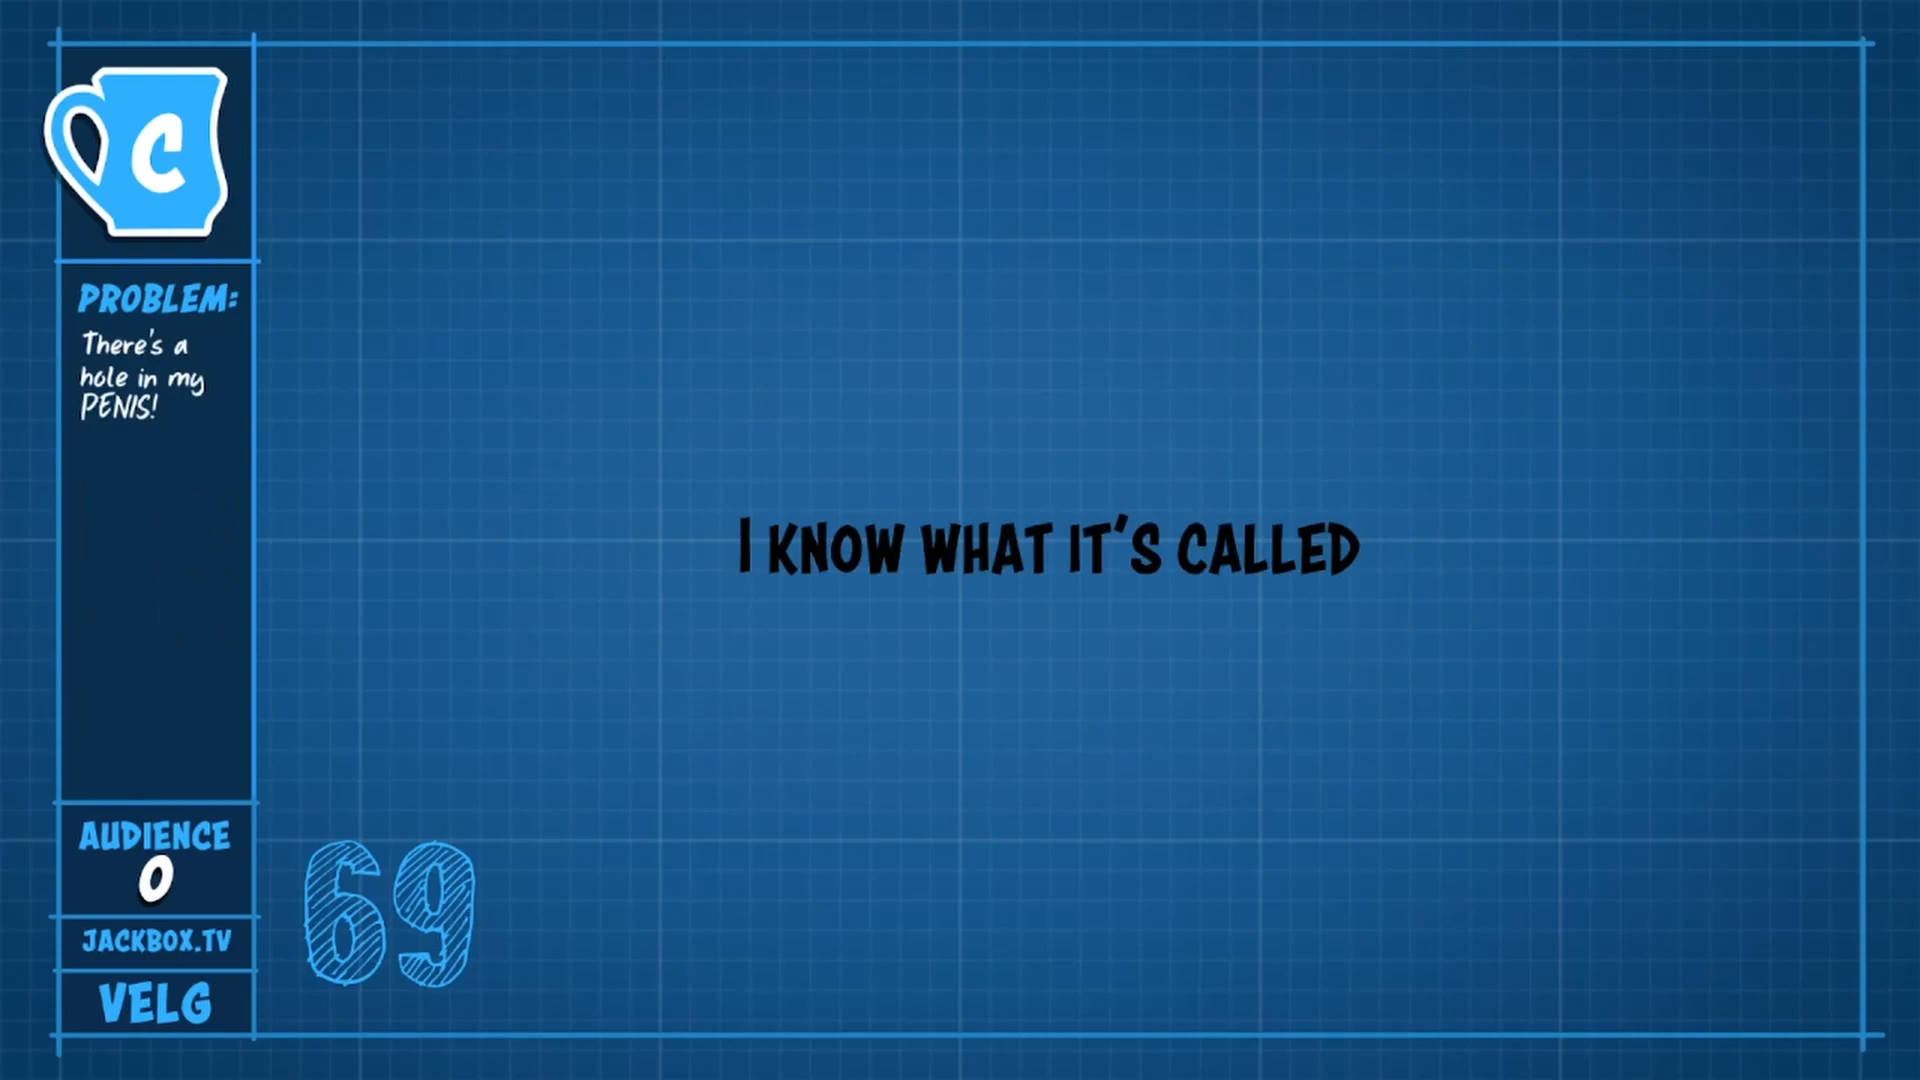 C
PROBLEM:
There's a
hole in my
PENIS!
I KNOW WHAT IT'S CALLED
AUDIENCE
0
JACKBOX.TV
VELG
69